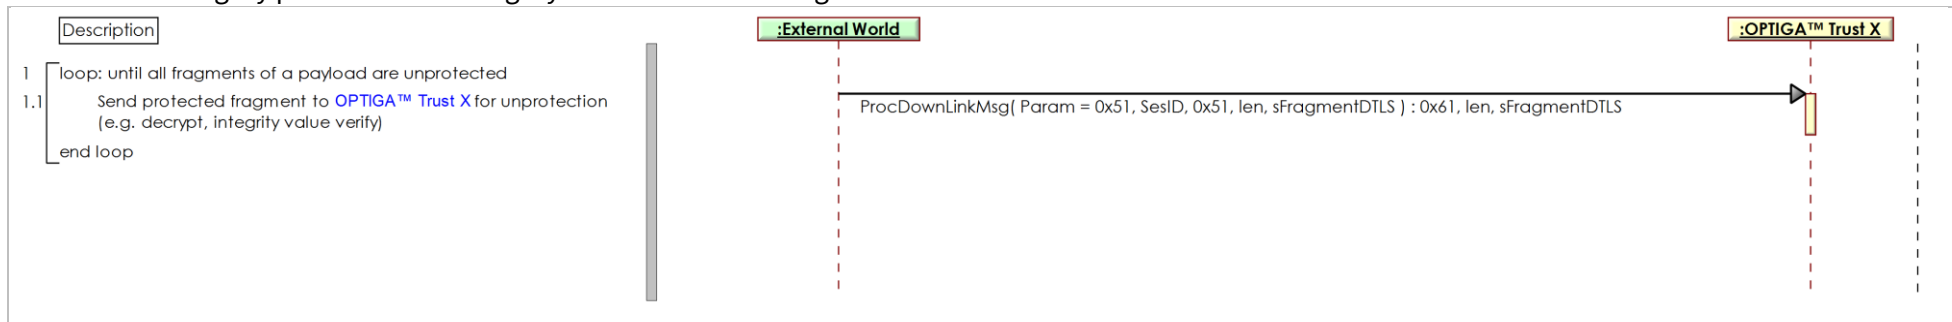 Description
:External World
:OPTIGA™ Trust X
1 loop: until all fragments of a payload are unprotected
1.1 Send protected fragment to OPTIGA™ Trust X for unprotection
(e.g. decrypt, integrity value verify)
end loop
ProcDownLinkMsg( Param = 0x51, SesID, 0x51, len, sFragmentDTLS ) : 0x61, len, sFragmentDTLS